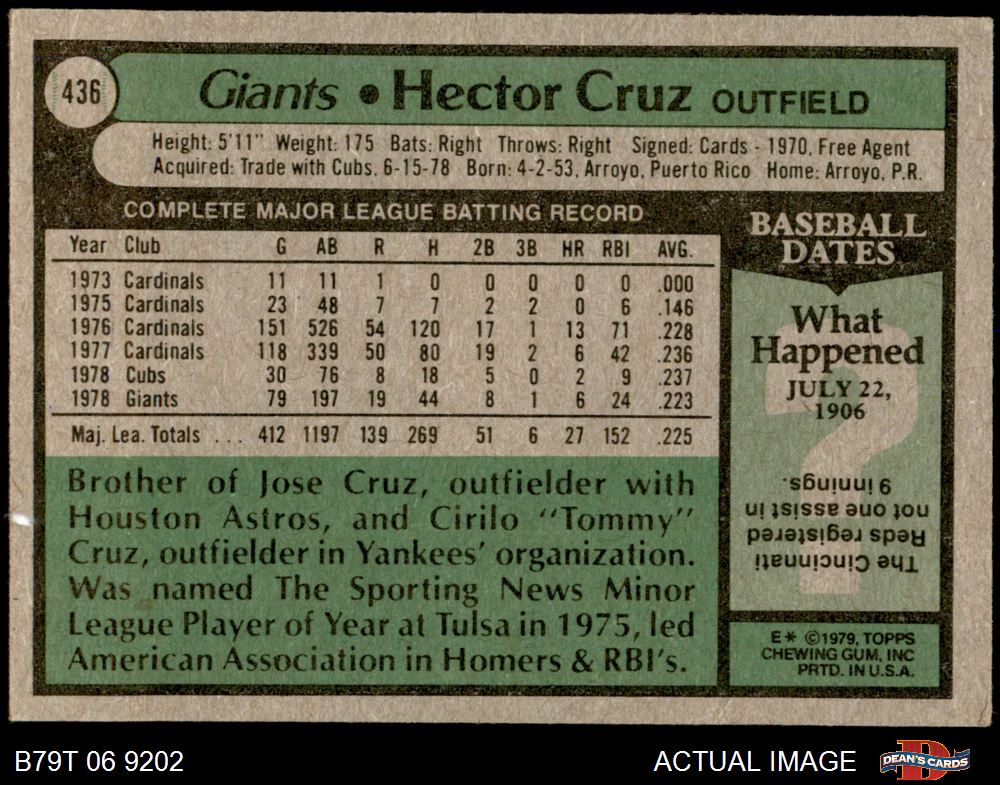 436
Giants • Hector Cruz OUTFIELD
Height: 5'11" Weight: 175 Bats: Right Throws: Right Signed: Cards - 1970, Free Agent
Acquired: Trade with Cubs, 6-15-78 Born: 4-2-53, Arroyo, Puerto Rico Home: Arroyo, P.R.
COMPLETE MAJOR LEAGUE BATTING RECORD
Year Club G AB R H 2B 3B HR RBI AVG.
1973 Cardinals 11 11 1 0 0 0 0 0 .000
1975 Cardinals 23 48 7 7 2 2 0 6 .146
1976 Cardinals 151 526 54 120 17 1 13 71 .228
1977 Cardinals 118 339 50 80 19 2 6 42 .236
1978 Cubs 30 76 8 18 5 0 2 9 .237
1978 Giants 79 197 19 44 8 1 6 24 .223
Maj. Lea. Totals ... 412 1197 139 269 51 6 27 152 .225
Brother of Jose Cruz, outfielder with
Houston Astros, and Cirilo "Tommy"
Cruz, outfielder in Yankees' organization.
Was named The Sporting News Minor
League Player of Year at Tulsa in 1975, led
American Association in Homers & RBI's.
BASEBALL
DATES
What
Happened
JULY 22,
1906
?
The Cincinnati
Reds registered
not one assist in
9 innings.
E* ©1979, TOPPS
CHEWING GUM, INC
PRTD. IN U.S.A.
B79T 06 9202
ACTUAL IMAGE
D
DEAN'S CARDS